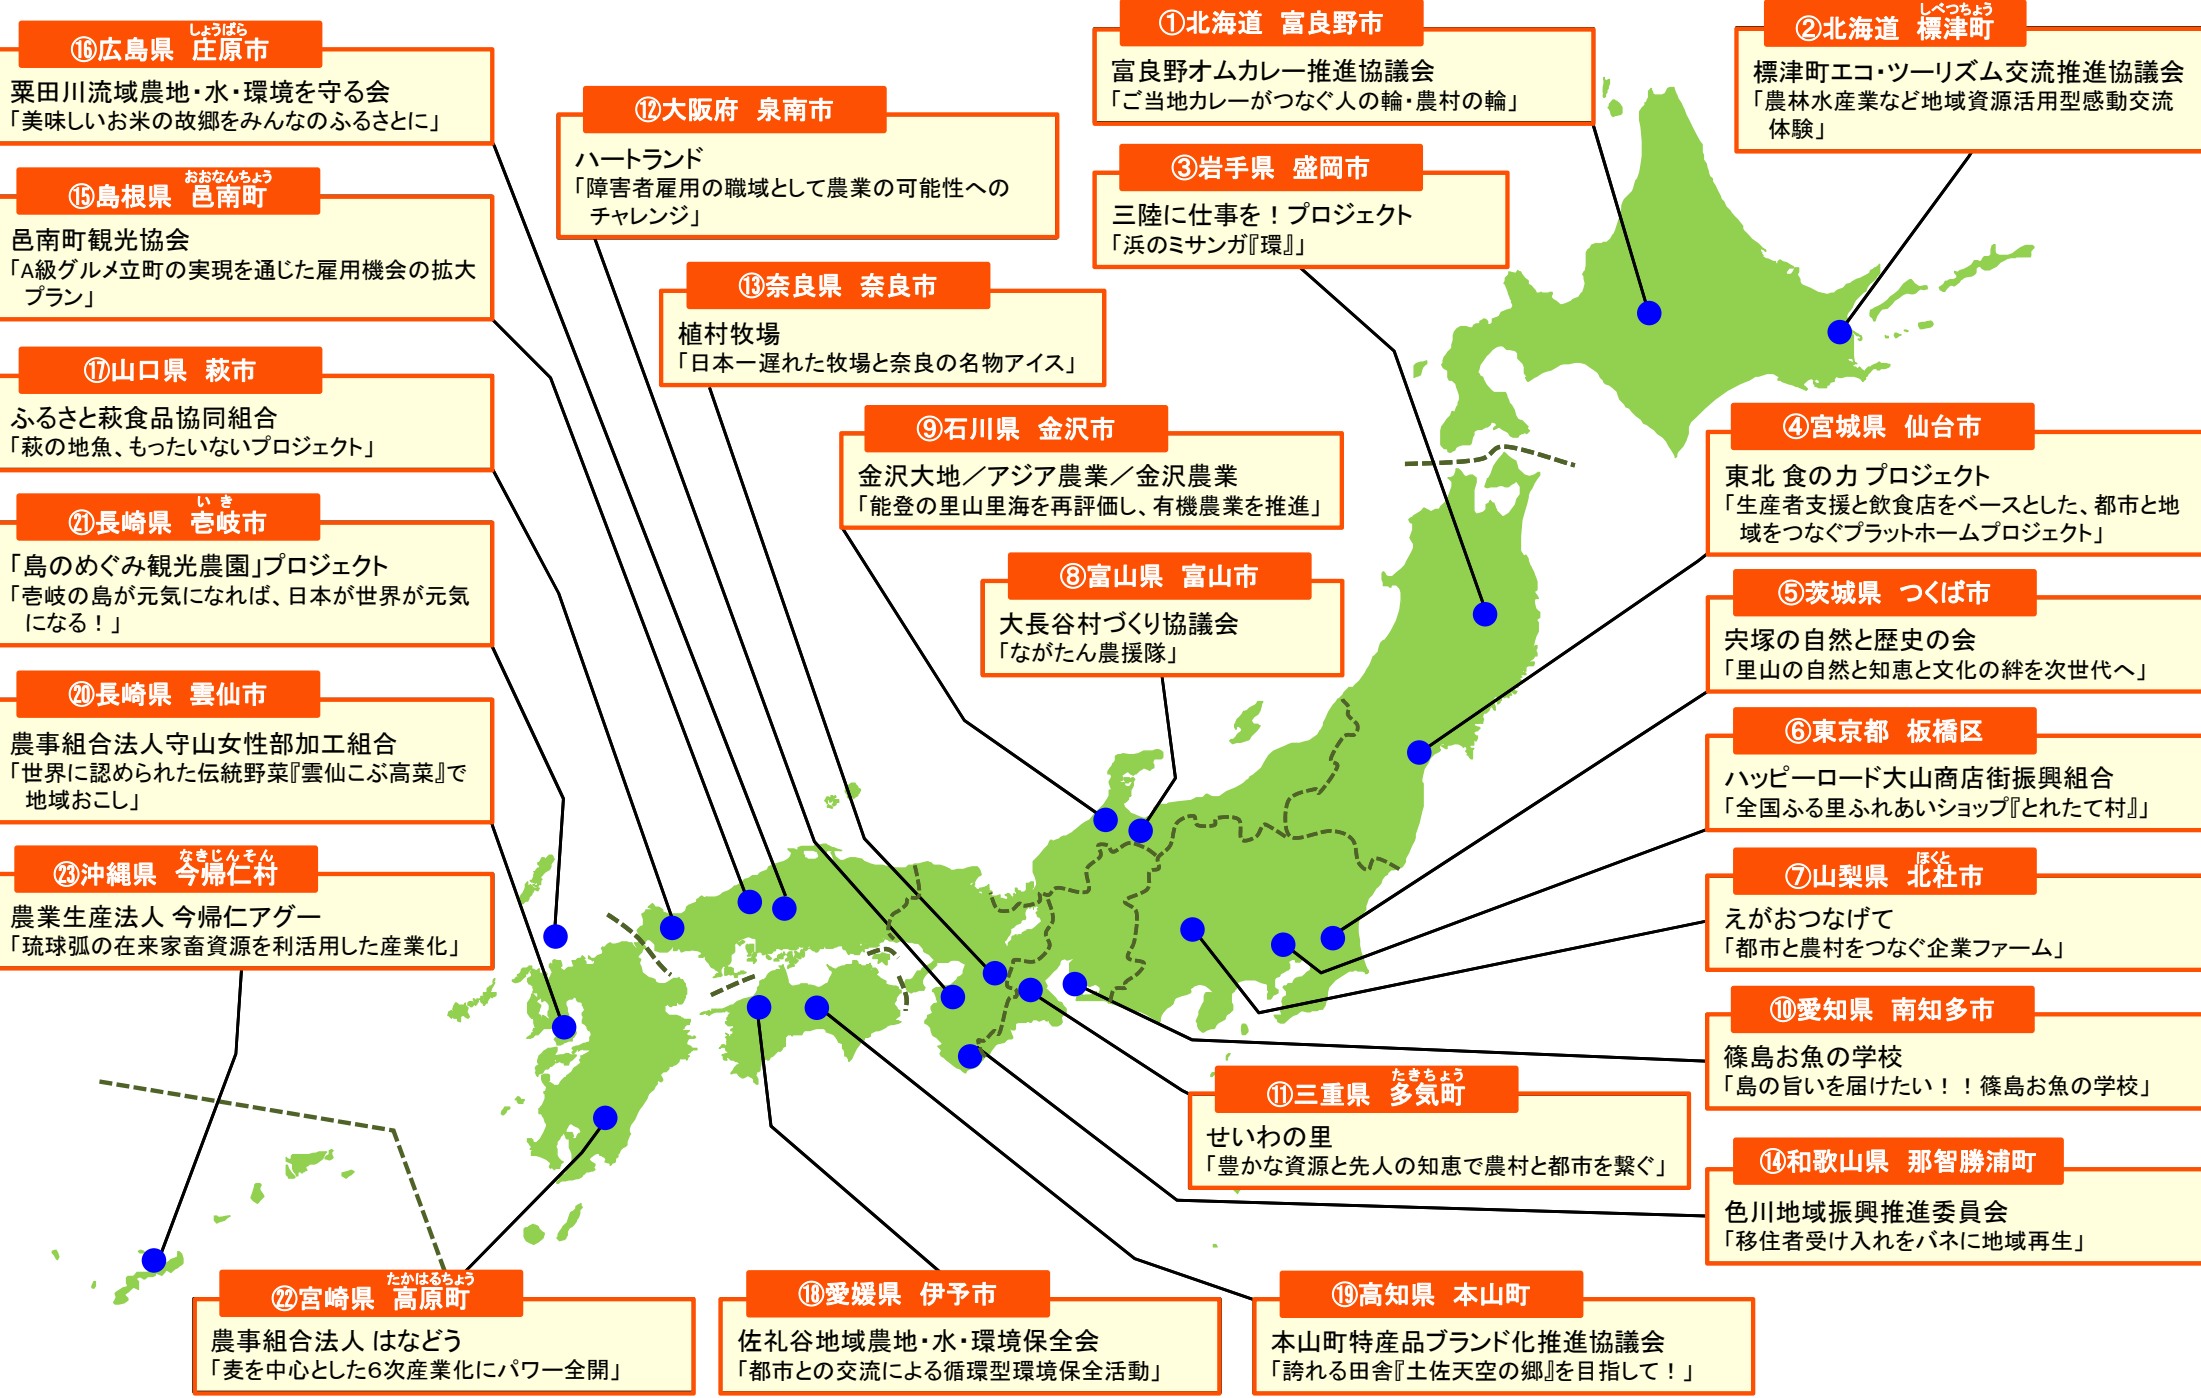 ①北海道 富良野市
富良野オムカレー推進協議会
「ご当地カレーがつなぐ人の輪・農村の輪」
しべつちょう
②北海道 標津町
標津町エコ・ツーリズム交流推進協議会
「農林水産業など地域資源活用型感動交流
体験」
③岩手県 盛岡市
三陸に仕事を！プロジェクト
「浜のミサンガ『環』」
④宮城県 仙台市
東北 食の力 プロジェクト
「生産者支援と飲食店をベースとした、都市と地
域をつなぐプラットホームプロジェクト」
⑤茨城県 つくば市
宍塚の自然と歴史の会
「里山の自然と知恵と文化の絆を次世代へ」
⑥東京都 板橋区
ハッピーロード大山商店街振興組合
「全国ふる里ふれあいショップ『とれたて村』」
ほくと
⑦山梨県 北杜市
えがおつなげて
「都市と農村をつなぐ企業ファーム」
⑧富山県 富山市
大長谷村づくり協議会
「ながたん農援隊」
⑨石川県 金沢市
金沢大地／アジア農業／金沢農業
「能登の里山里海を再評価し、有機農業を推進」
⑩愛知県 南知多市
篠島お魚の学校
「島の旨いを届けたい！！篠島お魚の学校」
たきちょう
⑪三重県 多気町
せいわの里
「豊かな資源と先人の知恵で農村と都市を繋ぐ」
⑫大阪府 泉南市
ハートランド
「障害者雇用の職域として農業の可能性への
チャレンジ」
⑬奈良県 奈良市
植村牧場
「日本一遅れた牧場と奈良の名物アイス」
⑭和歌山県 那智勝浦町
色川地域振興推進委員会
「移住者受け入れをバネに地域再生」
おおなんちょう
⑮島根県 邑南町
邑南町観光協会
「A級グルメ立町の実現を通じた雇用機会の拡大
プラン」
しょうばら
⑯広島県 庄原市
粟田川流域農地・水・環境を守る会
「美味しいお米の故郷をみんなのふるさとに」
⑰山口県 萩市
ふるさと萩食品協同組合
「萩の地魚、もったいないプロジェクト」
⑱愛媛県 伊予市
佐礼谷地域農地・水・環境保全会
「都市との交流による循環型環境保全活動」
⑲高知県 本山町
本山町特産品ブランド化推進協議会
「誇れる田舎『土佐天空の郷』を目指して！」
⑳長崎県 雲仙市
農事組合法人守山女性部加工組合
「世界に認められた伝統野菜『雲仙こぶ高菜』で
地域おこし」
いき
㉑長崎県 壱岐市
「島のめぐみ観光農園」プロジェクト
「壱岐の島が元気になれば、日本が世界が元気
になる！」
たかはるちょう
㉒宮崎県 高原町
農事組合法人 はなどう
「麦を中心とした６次産業化にパワー全開」
なきじんそん
㉓沖縄県 今帰仁村
農業生産法人 今帰仁アグー
「琉球弧の在来家畜資源を利活用した産業化」